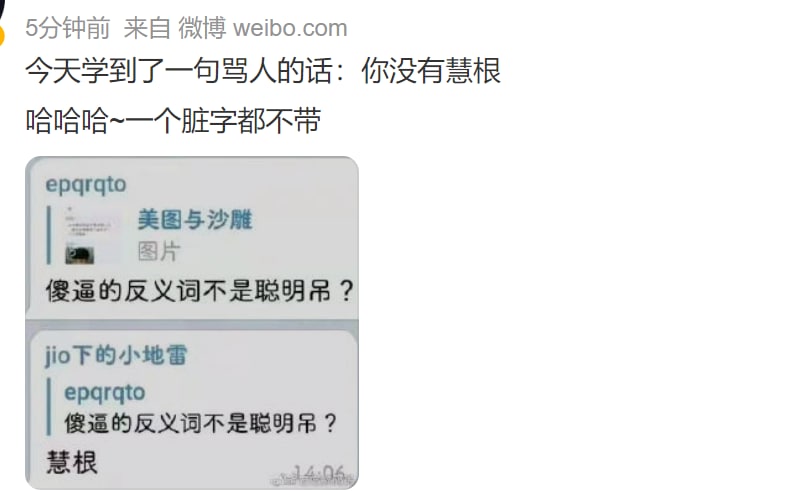 5分钟前 来自 微博 weibo.com
今天学到了一句骂人的话：你没有慧根
哈哈哈~一个脏字都不带
epqrqto
美图与沙雕
图片
傻逼的反义词不是聪明吊？
jio下的小地雷
epqrqto
傻逼的反义词不是聪明吊？
慧根
14:06